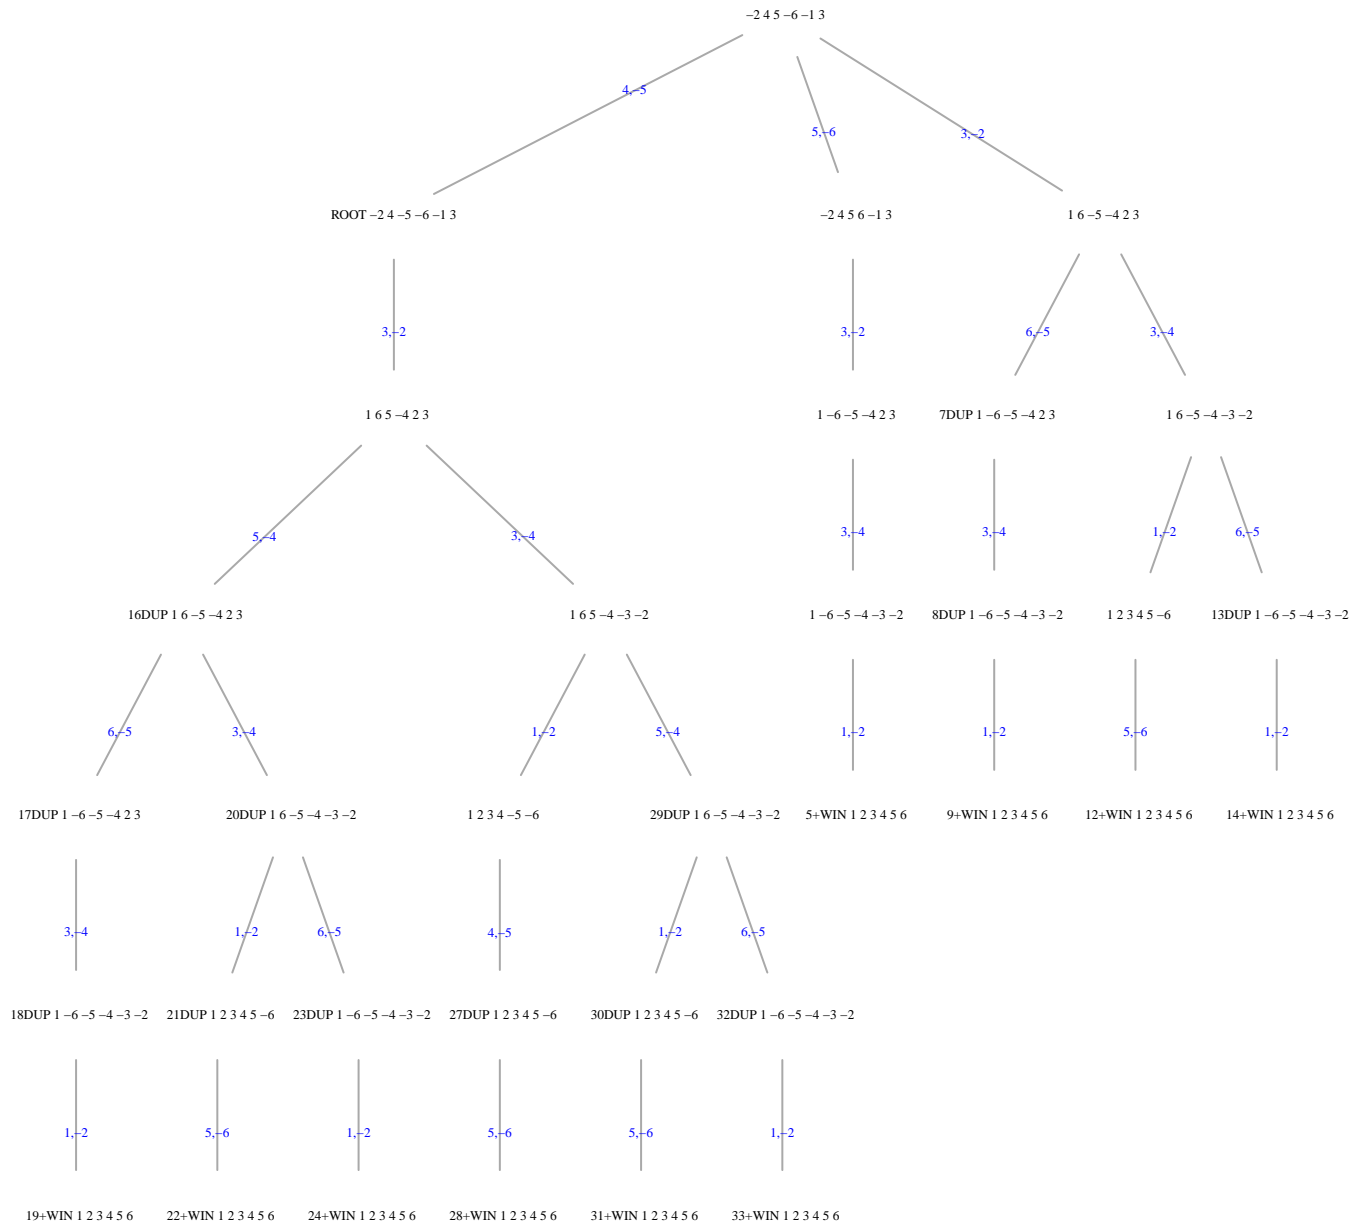 −2 4 5 −6 −1 3
4,−5
5,−6
3,−2
ROOT −2 4 −5 −6 −1 3
−2 4 5 6 −1 3
1 6 −5 −4 2 3
3,−2
3,−2
6,−5
3,−4
1 6 5 −4 2 3
1 −6 −5 −4 2 3
7DUP 1 −6 −5 −4 2 3
1 6 −5 −4 −3 −2
5,−4
3,−4
3,−4
3,−4
1,−2
6,−5
16DUP 1 6 −5 −4 2 3
1 6 5 −4 −3 −2
1 −6 −5 −4 −3 −2
8DUP 1 −6 −5 −4 −3 −2
1 2 3 4 5 −6
13DUP 1 −6 −5 −4 −3 −2
6,−5
3,−4
1,−2
5,−4
1,−2
1,−2
5,−6
1,−2
17DUP 1 −6 −5 −4 2 3
20DUP 1 6 −5 −4 −3 −2
1 2 3 4 −5 −6
29DUP 1 6 −5 −4 −3 −2
5+WIN 1 2 3 4 5 6
9+WIN 1 2 3 4 5 6
12+WIN 1 2 3 4 5 6
14+WIN 1 2 3 4 5 6
3,−4
1,−2
6,−5
4,−5
1,−2
6,−5
18DUP 1 −6 −5 −4 −3 −2
21DUP 1 2 3 4 5 −6
23DUP 1 −6 −5 −4 −3 −2
27DUP 1 2 3 4 5 −6
30DUP 1 2 3 4 5 −6
32DUP 1 −6 −5 −4 −3 −2
1,−2
5,−6
1,−2
5,−6
5,−6
1,−2
19+WIN 1 2 3 4 5 6
22+WIN 1 2 3 4 5 6
24+WIN 1 2 3 4 5 6
28+WIN 1 2 3 4 5 6
31+WIN 1 2 3 4 5 6
33+WIN 1 2 3 4 5 6